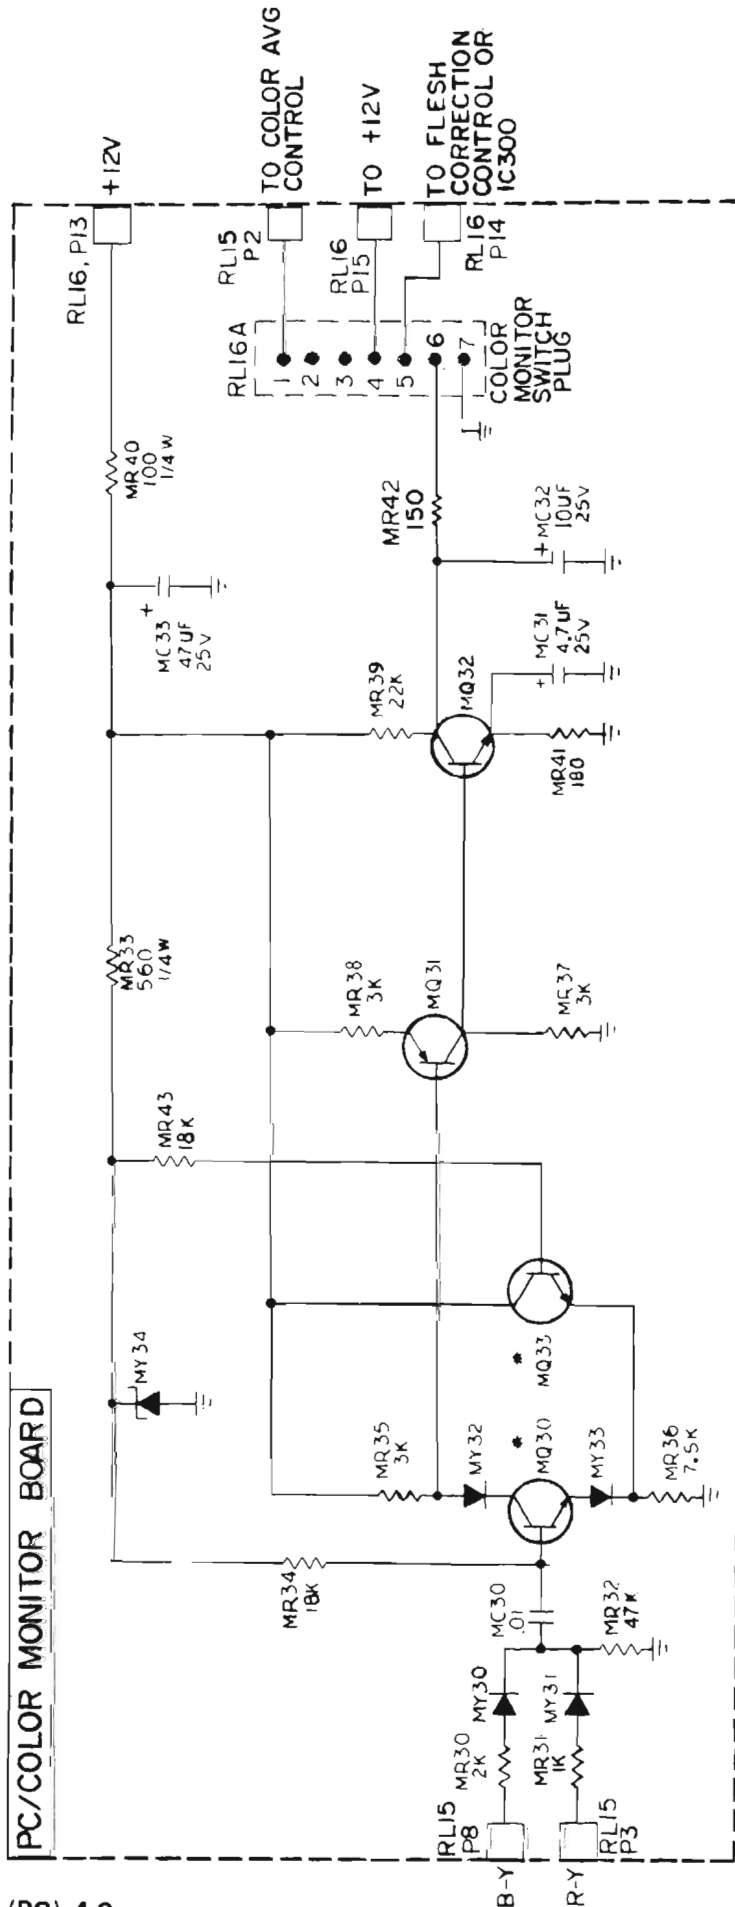 PC/COLOR MONITOR BOARD
RL16, P13
+12V
MR40
100
1/4W
MC33
47UF
25V
+
MR33
560
1/4W
MR43
18K
MY34
MR34
18K
RL15
P2
TO COLOR AVG
CONTROL
RL16
P15
TO +12V
RL16
P14
TO FLESH
CORRECTION
CONTROL OR
IC300
RL16A
1
2
3
4
5
6
7
COLOR
MONITOR
SWITCH
PLUG
MR42
150
+
MC32
10UF
25V
+
MC31
4.7UF
25V
MR39
22K
MQ32
MR41
180
MR38
3K
MQ31
MR37
3K
MQ33
*
MR35
3K
MY32
*
MQ30
MY33
MR36
7.5K
MC30
.01
MR32
47K
MY30
MR30
2K
MY31
MR31
1K
RL15
P8
B-Y
RL15
P3
R-Y